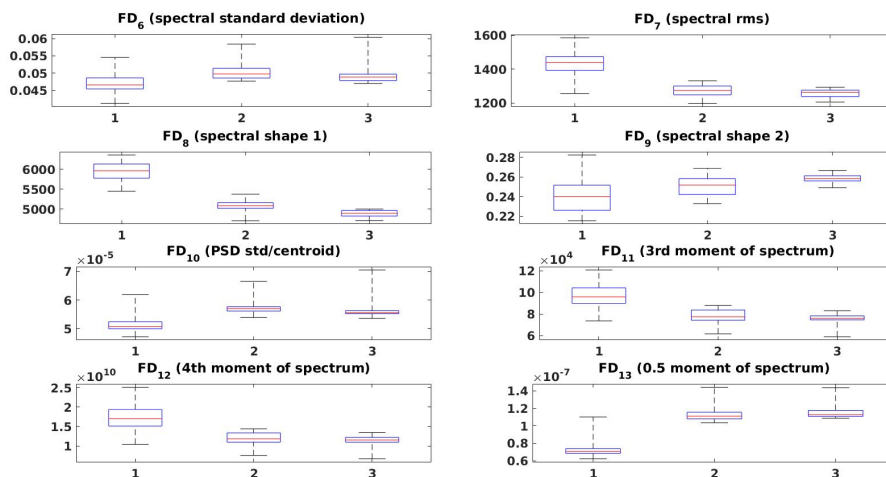 FD6 (spectral standard deviation)
0.06
0.055
0.05
0.045
1 2 3
FD7 (spectral rms)
1600
1400
1200
1 2 3
FD8 (spectral shape 1)
6000
5000
1 2 3
FD9 (spectral shape 2)
0.28
0.26
0.24
0.22
1 2 3
FD10 (PSD std/centroid)
×10-5
7
6
5
1 2 3
FD11 (3rd moment of spectrum)
×104
12
10
8
6
1 2 3
FD12 (4th moment of spectrum)
×1010
2.5
2
1.5
1
1 2 3
FD13 (0.5 moment of spectrum)
×10-7
1.4
1.2
1
0.8
0.6
1 2 3